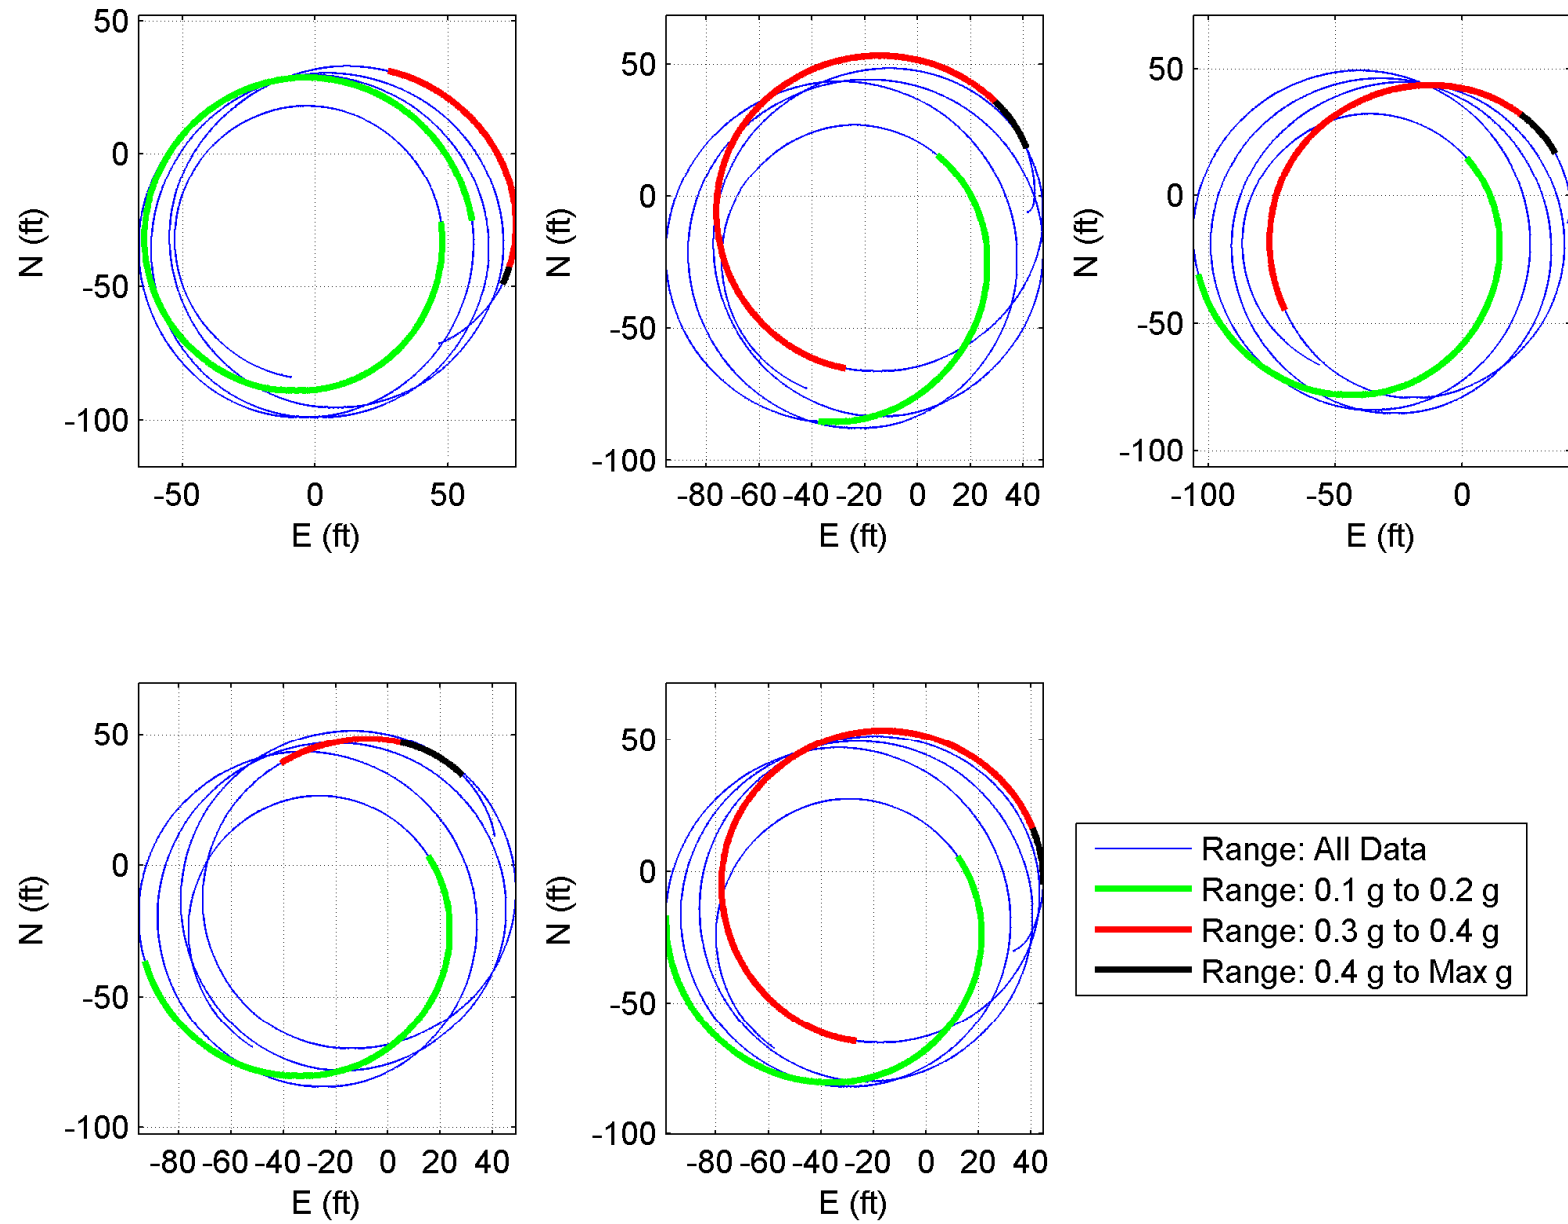 50
0
-50
-100
N (ft)
-50 0 50
E (ft)
50
0
-50
-100
N (ft)
-80 -60 -40 -20 0 20 40
E (ft)
50
0
-50
-100
N (ft)
-100 -50 0
E (ft)
50
0
-50
-100
N (ft)
-80 -60 -40 -20 0 20 40
E (ft)
50
0
-50
-100
N (ft)
-80 -60 -40 -20 0 20 40
E (ft)
Range: All Data
Range: 0.1 g to 0.2 g
Range: 0.3 g to 0.4 g
Range: 0.4 g to Max g